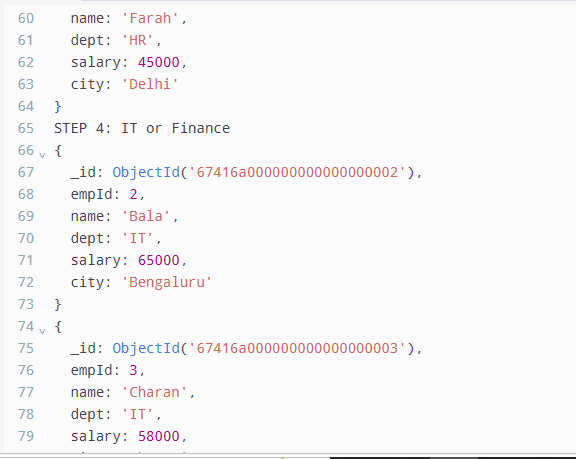 60 name: 'Farah',
61 dept: 'HR',
62 salary: 45000,
63 city: 'Delhi'
64 }
65 STEP 4: IT or Finance
66 {
67 _id: ObjectId('67416a000000000000000002'),
68 empId: 2,
69 name: 'Bala',
70 dept: 'IT',
71 salary: 65000,
72 city: 'Bengaluru'
73 }
74 {
75 _id: ObjectId('67416a000000000000000003'),
76 empId: 3,
77 name: 'Charan',
78 dept: 'IT',
79 salary: 58000,